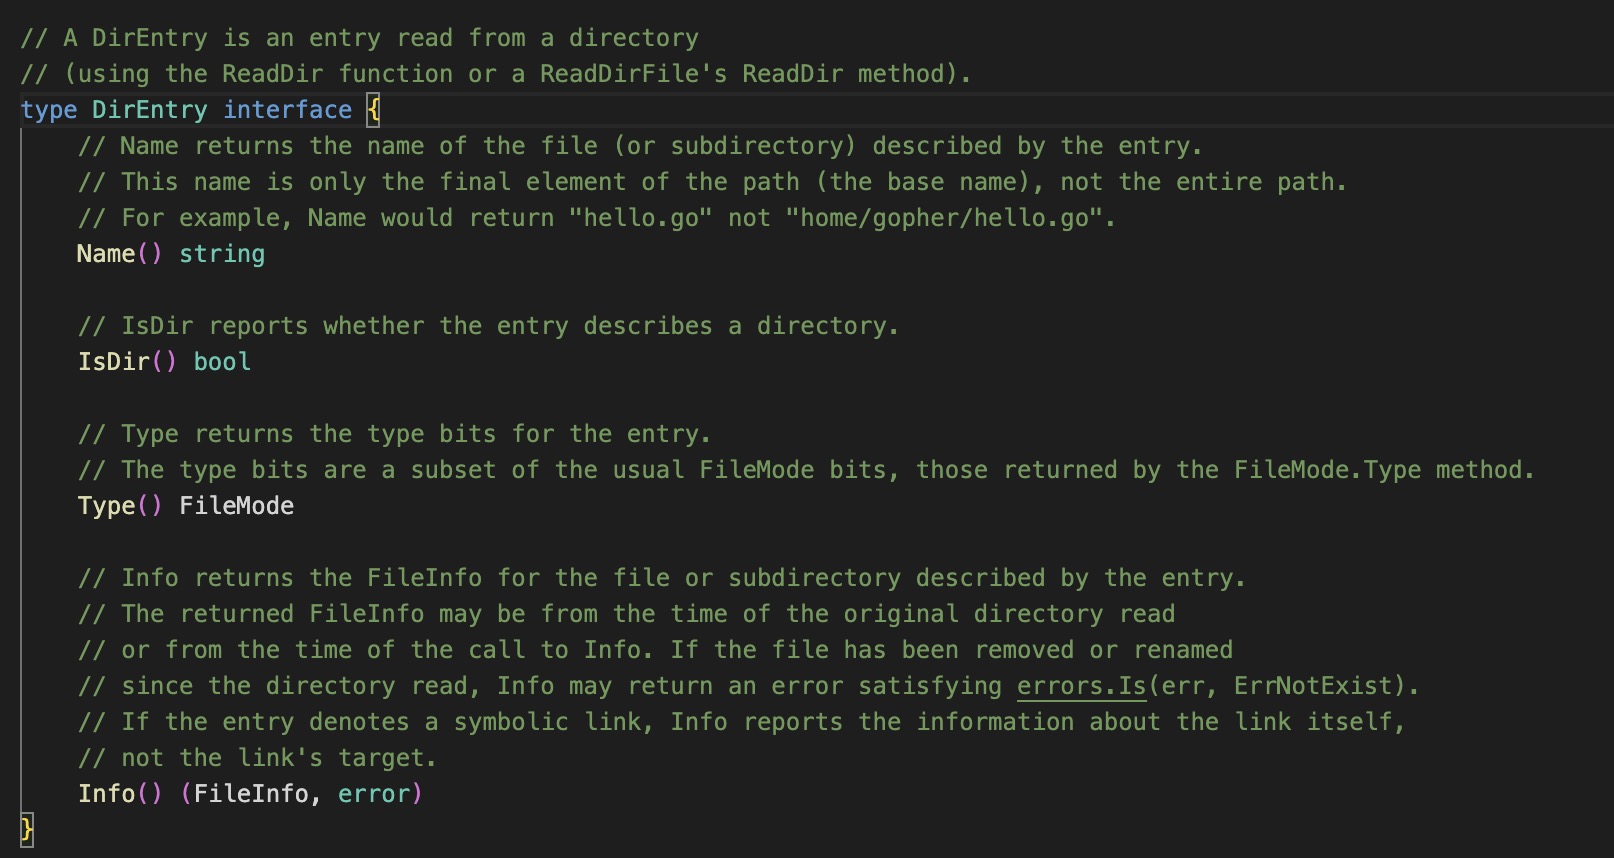 // A DirEntry is an entry read from a directory
// (using the ReadDir function or a ReadDirFile's ReadDir method).
type DirEntry interface {
    // Name returns the name of the file (or subdirectory) described by the entry.
    // This name is only the final element of the path (the base name), not the entire path.
    // For example, Name would return "hello.go" not "home/gopher/hello.go".
    Name() string

    // IsDir reports whether the entry describes a directory.
    IsDir() bool

    // Type returns the type bits for the entry.
    // The type bits are a subset of the usual FileMode bits, those returned by the FileMode.Type method.
    Type() FileMode

    // Info returns the FileInfo for the file or subdirectory described by the entry.
    // The returned FileInfo may be from the time of the original directory read
    // or from the time of the call to Info. If the file has been removed or renamed
    // since the directory read, Info may return an error satisfying errors.Is(err, ErrNotExist).
    // If the entry denotes a symbolic link, Info reports the information about the link itself,
    // not the link's target.
    Info() (FileInfo, error)
}